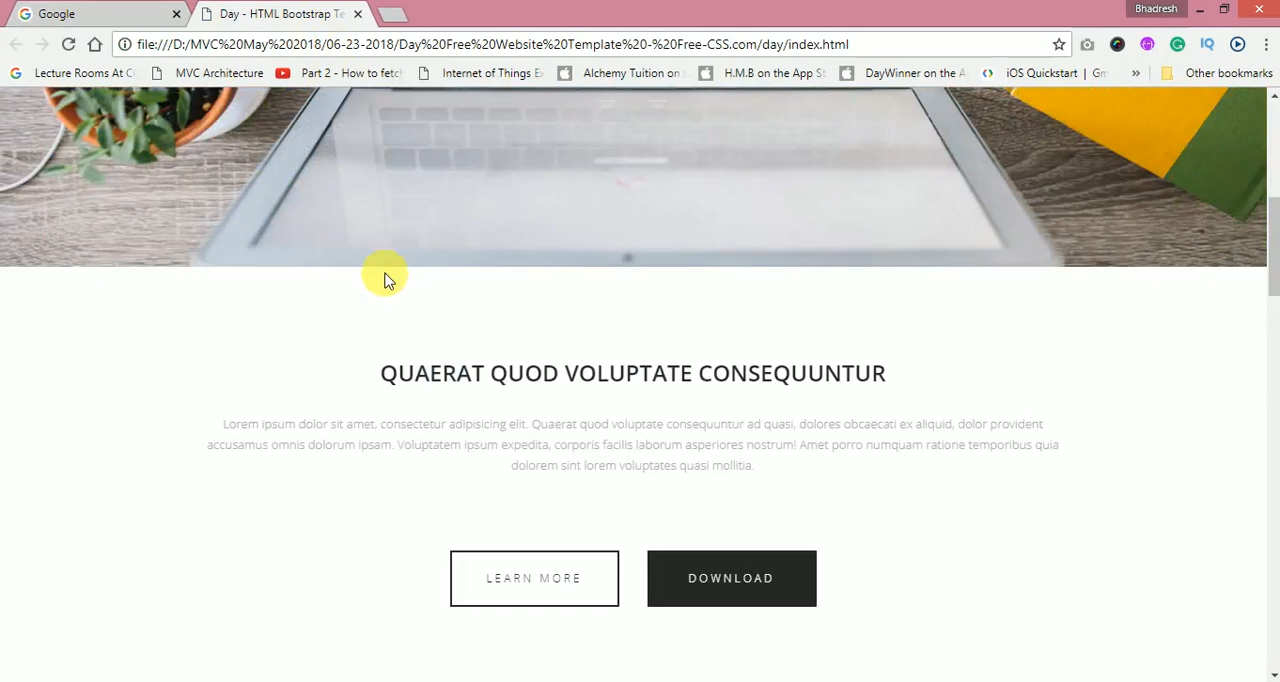 Google
Day - HTML Bootstrap Te
Bhadresh
file:///D:/MVC%20May%202018/06-23-2018/Day%20Free%20Website%20Template%20-%20Free-CSS.com/day/index.html
Lecture Rooms At C
MVC Architecture
Part 2 - How to fetc
Internet of Things E
Alchemy Tuition on
H.M.B on the App St
DayWinner on the A
iOS Quickstart | Gm
»
Other bookmarks
QUAERAT QUOD VOLUPTATE CONSEQUUNTUR
Lorem ipsum dolor sit amet, consectetur adipisicing elit. Quaerat quod voluptate consequuntur ad quasi, dolores obcaecati ex aliquid, dolor provident
accusamus omnis dolorum ipsam. Voluptatem ipsum expedita, corporis facilis laborum asperiores nostrum! Amet porro numquam ratione temporibus quia
dolorem sint lorem voluptates quasi mollitia.
LEARN MORE
DOWNLOAD